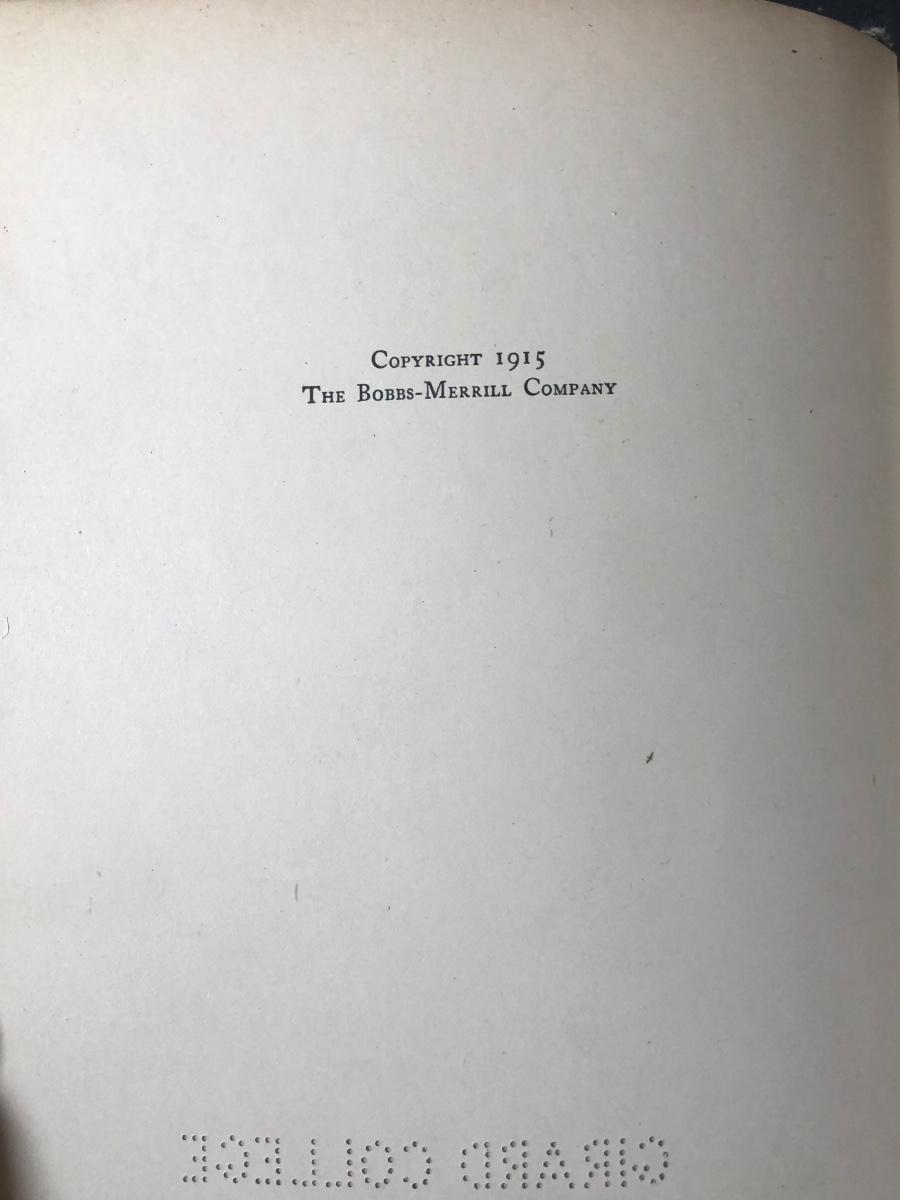 Copyright 1915
The Bobbs-Merrill Company
GIRARD COLLEGE